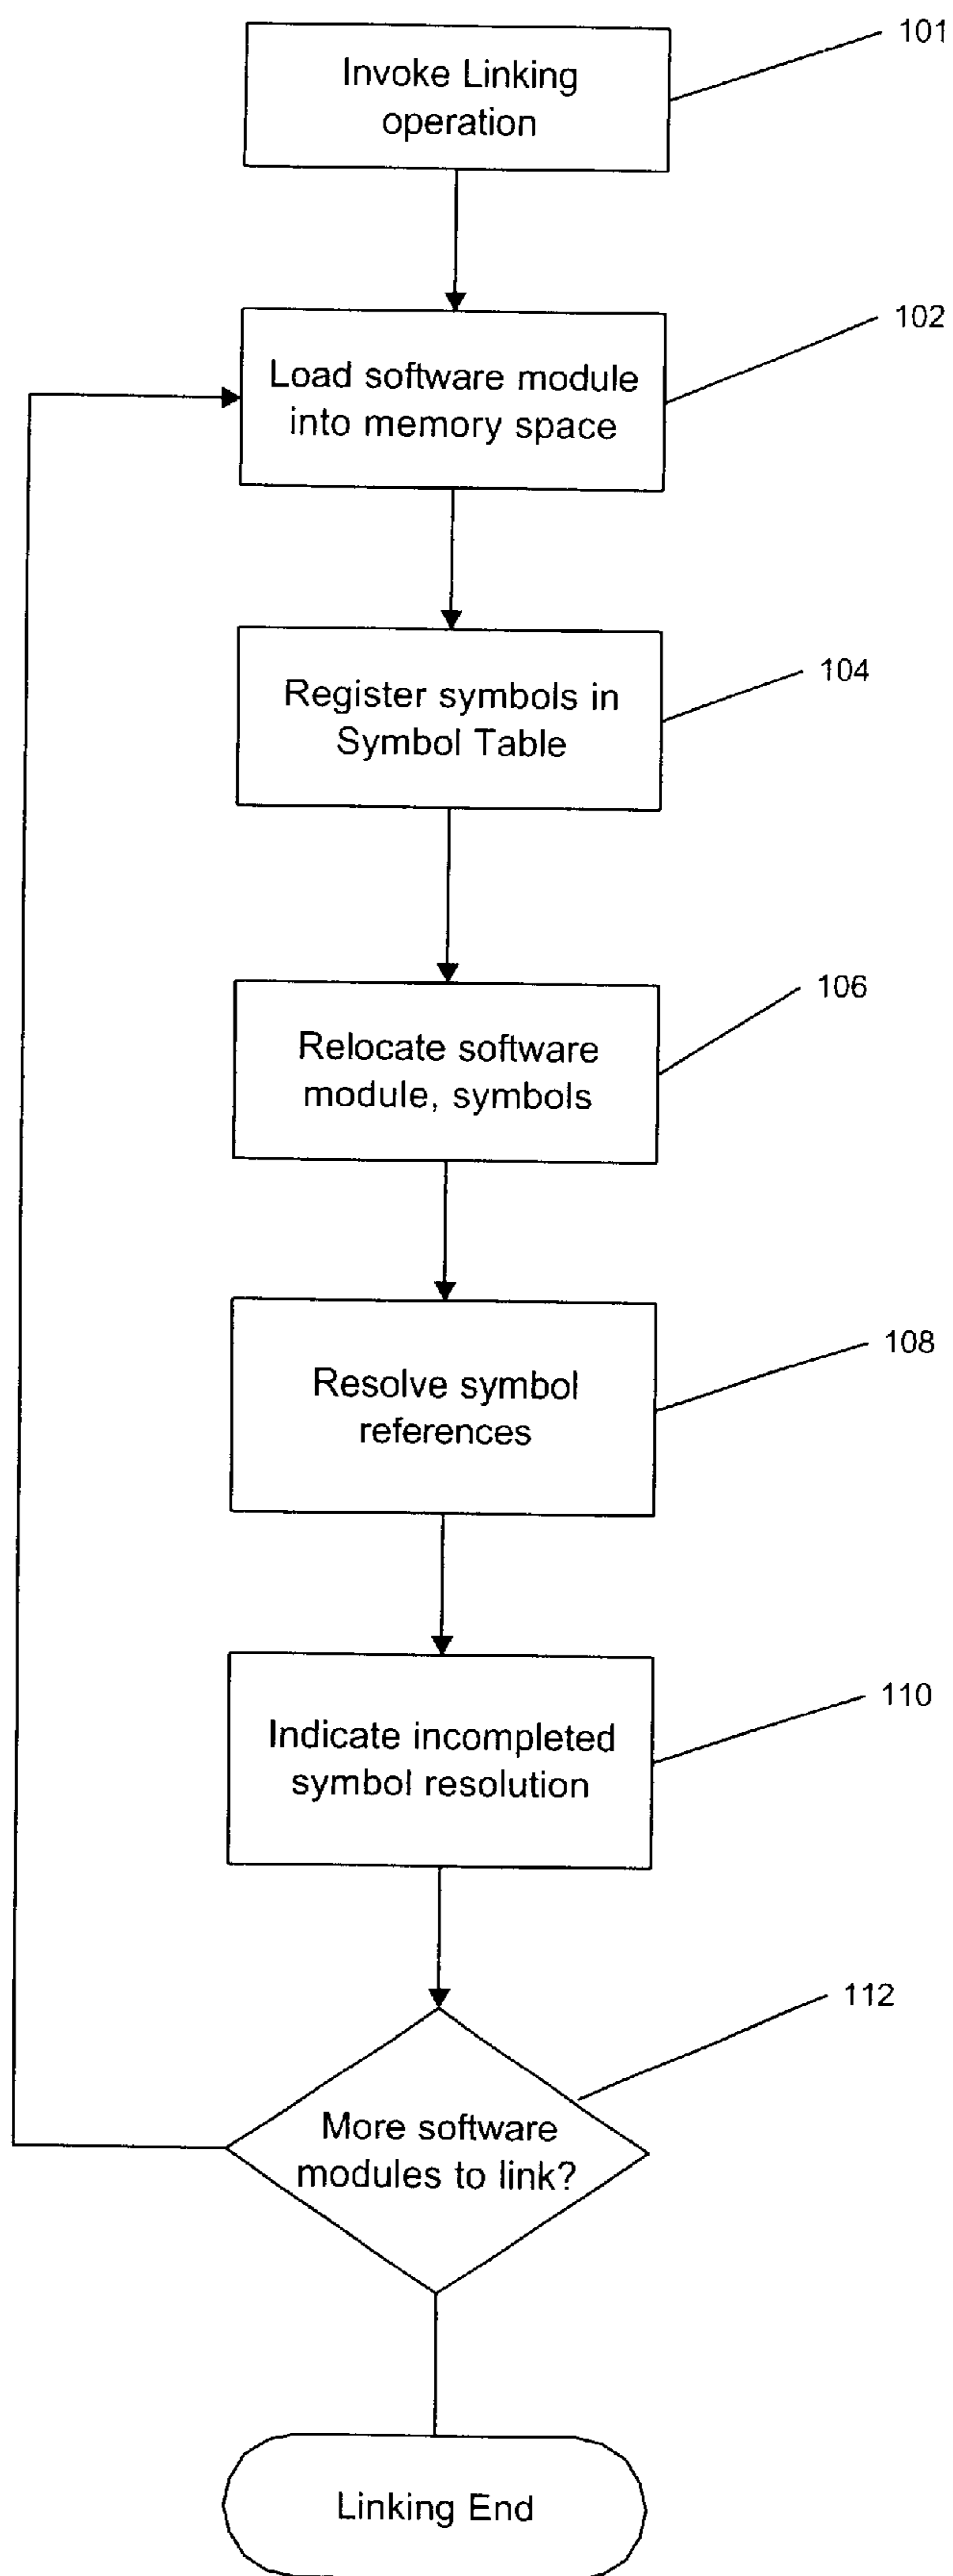 101
Invoke Linking
operation
102
Load software module
into memory space
104
Register symbols in
Symbol Table
106
Relocate software
module, symbols
108
Resolve symbol
references
110
Indicate incompleted
symbol resolution
112
More software
modules to link?
Linking End